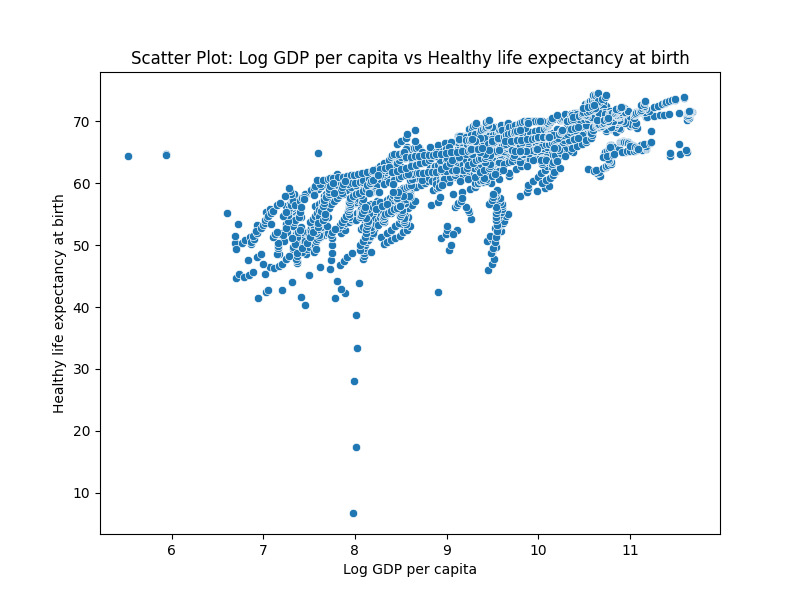 Scatter Plot: Log GDP per capita vs Healthy life expectancy at birth
Healthy life expectancy at birth
70
60
50
40
30
20
10
6 7 8 9 10 11
Log GDP per capita